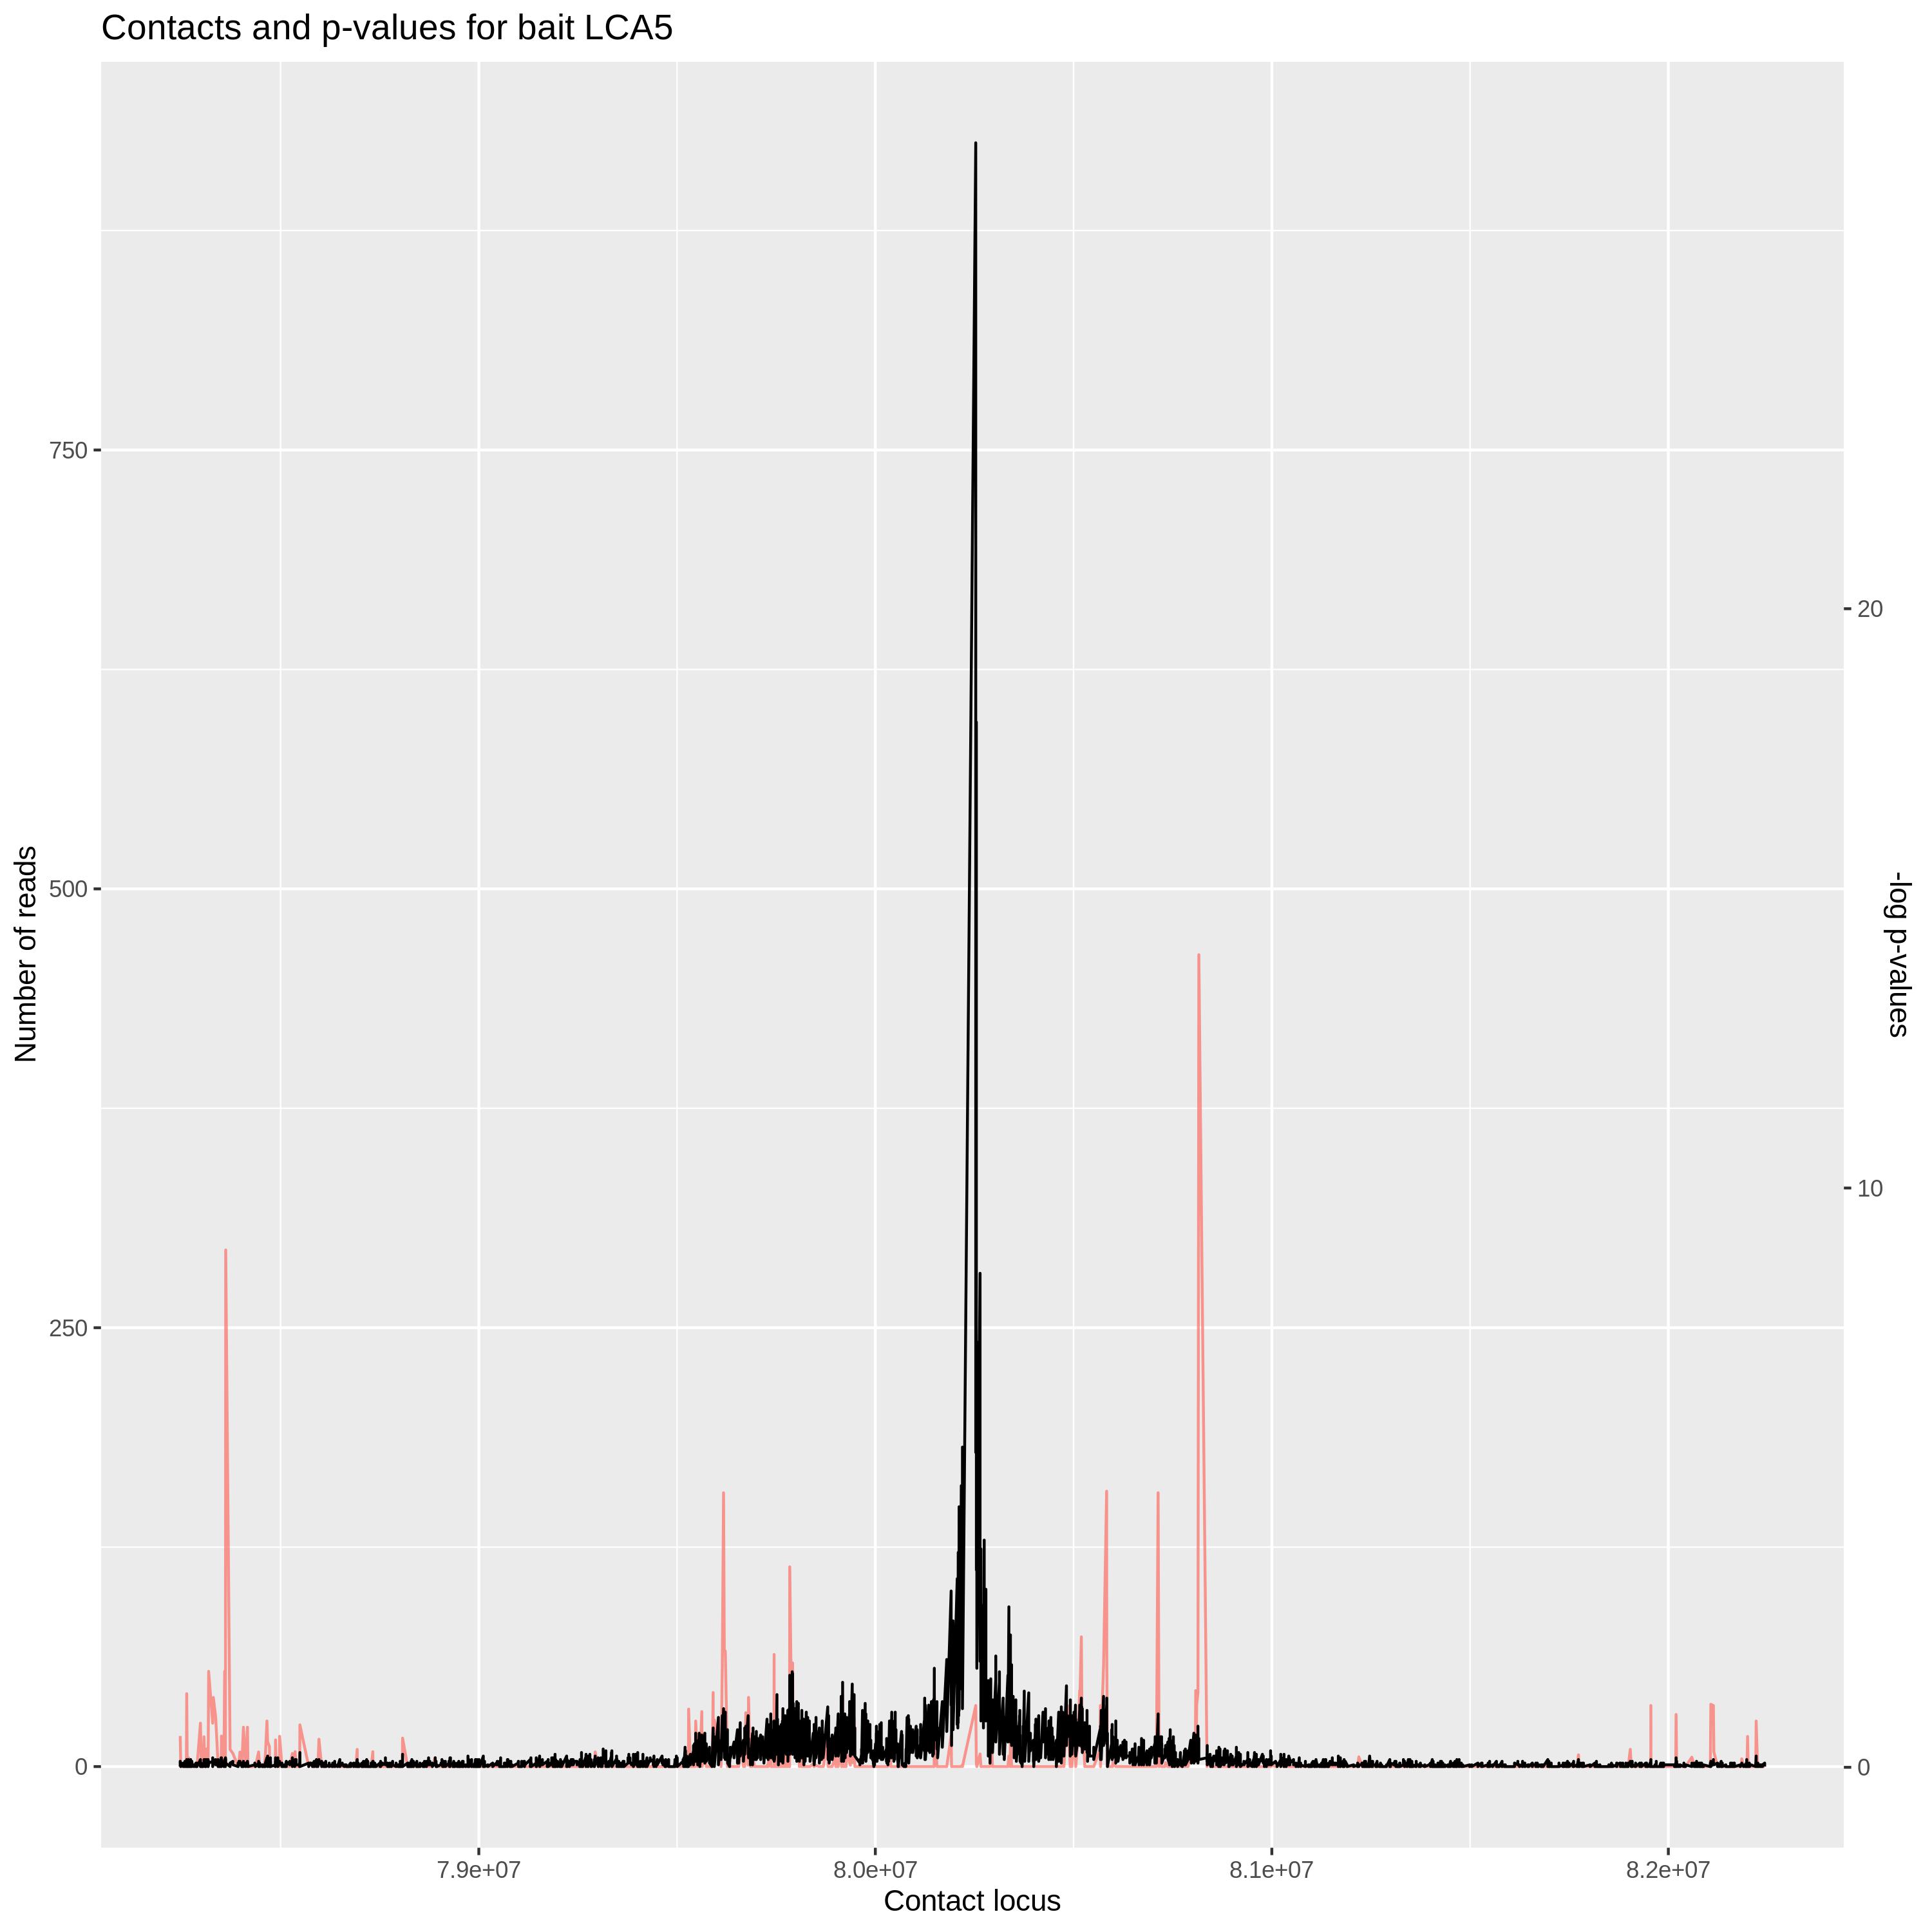 Contacts and p-values for bait LCA5
Number of reads
750
500
250
0
20
10
0
-log p-values
7.9e+07
8.0e+07
8.1e+07
8.2e+07
Contact locus